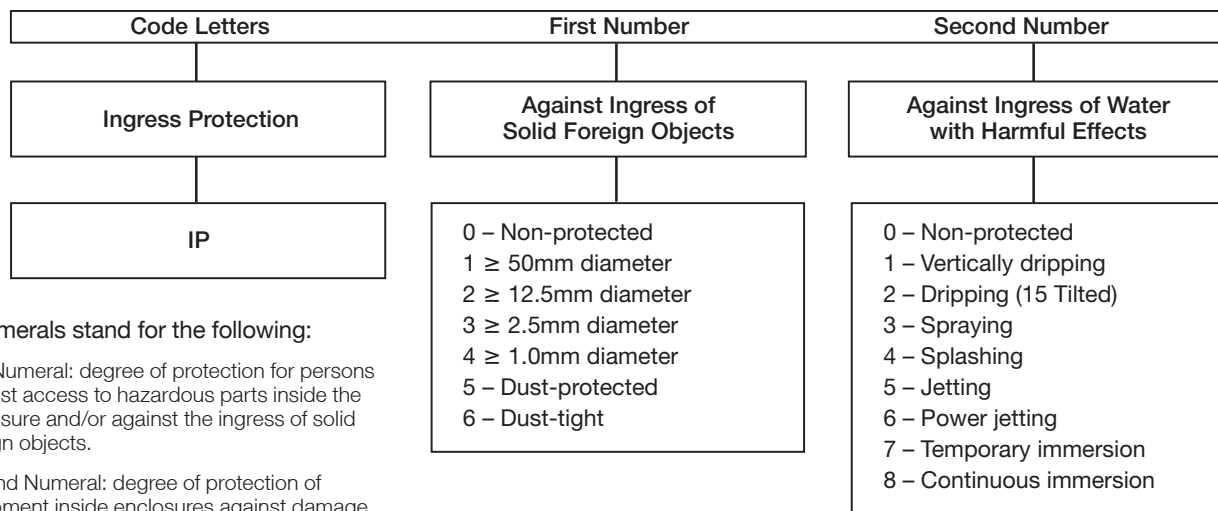 Code Letters
First Number
Second Number
Ingress Protection
Against Ingress of
Solid Foreign Objects
Against Ingress of Water
with Harmful Effects
IP
0 – Non-protected
1 ≥ 50mm diameter
2 ≥ 12.5mm diameter
3 ≥ 2.5mm diameter
4 ≥ 1.0mm diameter
5 – Dust-protected
6 – Dust-tight
0 – Non-protected
1 – Vertically dripping
2 – Dripping (15 Tilted)
3 – Spraying
4 – Splashing
5 – Jetting
6 – Power jetting
7 – Temporary immersion
8 – Continuous immersion
merals stand for the following:
Numeral: degree of protection for persons
st access to hazardous parts inside the
sure and/or against the ingress of solid
gn objects.
nd Numeral: degree of protection of
pment inside enclosures against damage